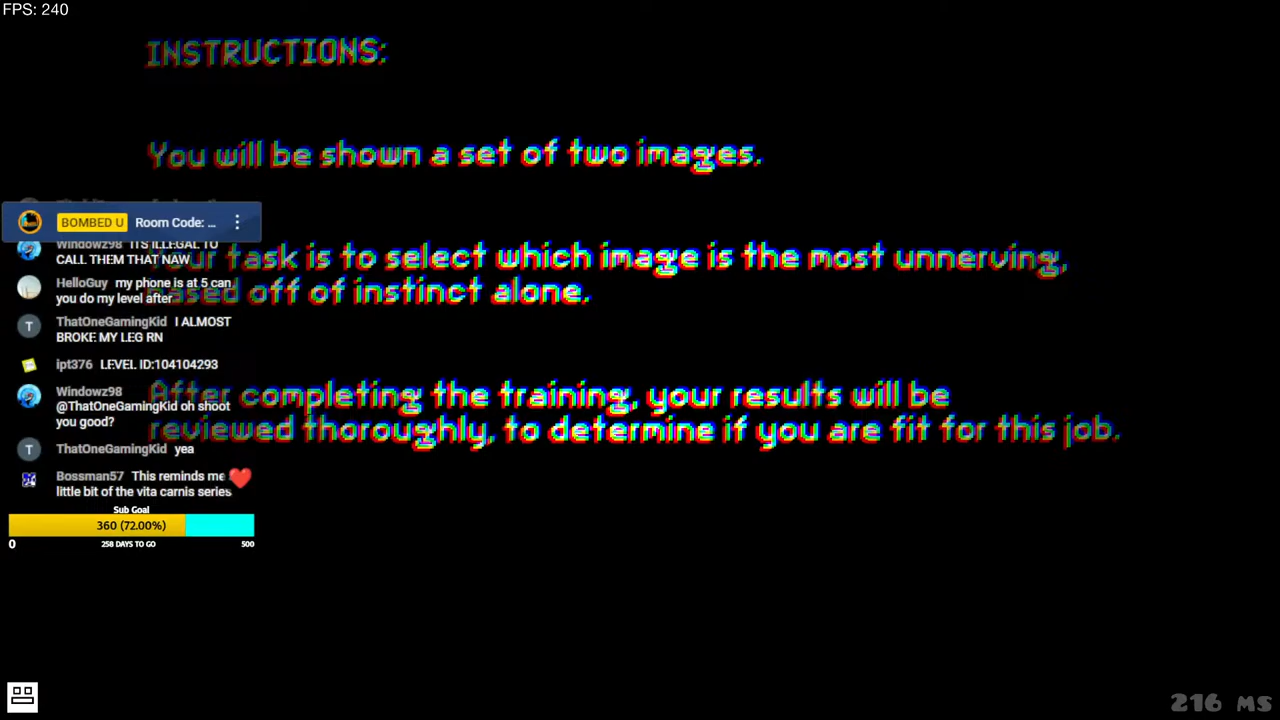 FPS: 240
INSTRUCTIONS:
You will be shown a set of two images.
BOMBED U Room Code: ...
Windowz98 ITS ILLEGAL TO
CALL THEM THAT NAW
task is to select which image is the most unnerving,
off of instinct alone.
HelloGuy my phone is at 5 can
you do my level after
ThatOneGamingKid I ALMOST
BROKE MY LEG RN
ipt376 LEVEL ID:104104293
Windowz98
@ThatOneGamingKid oh shoot
you good?
After completing the training, your results will be
reviewed thoroughly, to determine if you are fit for this job.
ThatOneGamingKid yea
Bossman57 This reminds me
little bit of the vita carnis series
Sub Goal
360 (72.00%)
0 258 DAYS TO GO 500
216 MS